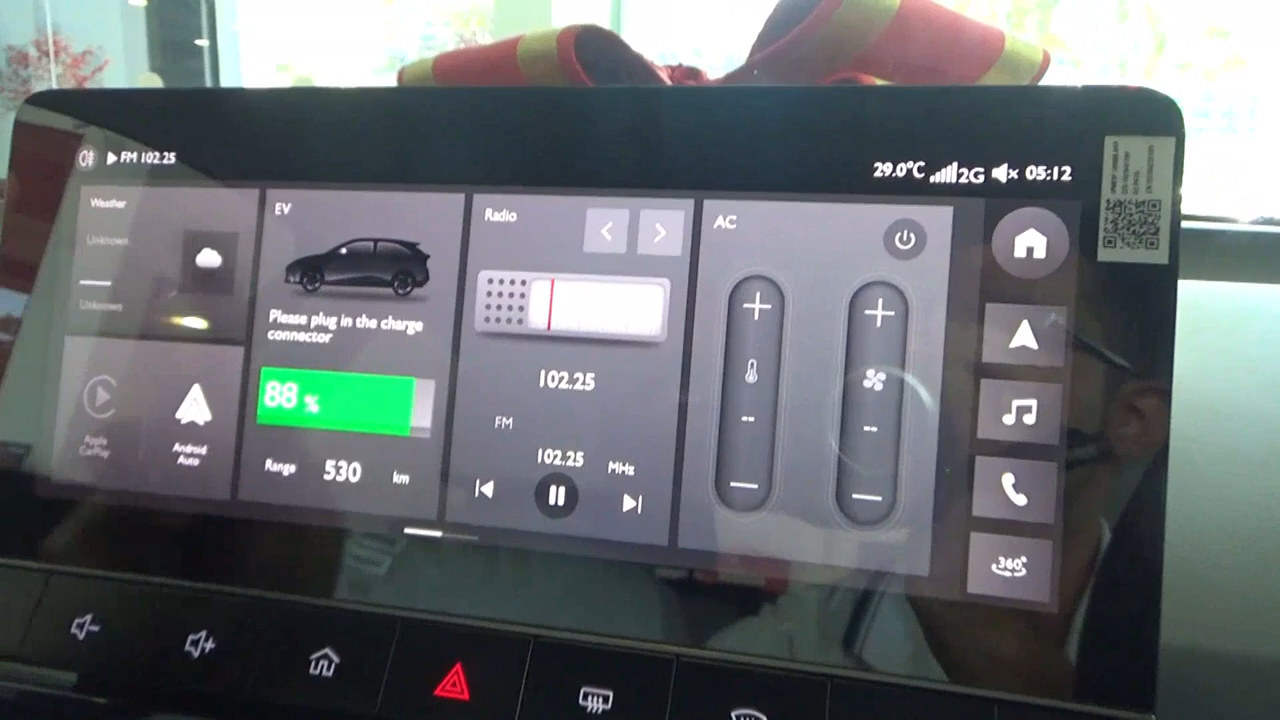 FM 102.25
29.0°C 2G 05:12
Weather
Unknown
Unknown
Apple
CarPlay
Android
Auto
EV
Please plug in the charge
connector
88 %
Range 530 km
Radio
102.25
FM
102.25 MHz
AC
--
--
360°